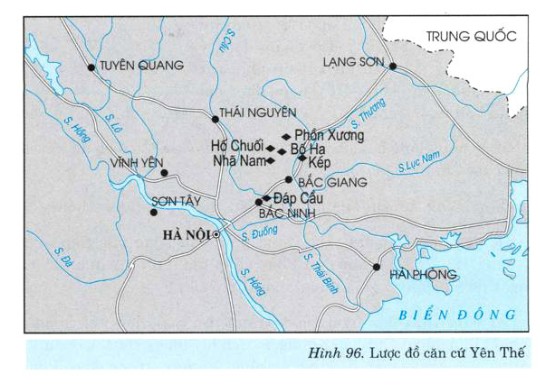 TRUNG QUỐC
TUYÊN QUANG
S. Cầu
LẠNG SƠN
THÁI NGUYÊN
S. Thương
S. Hồng
S. Lô
Phồn Xương
Hố Chuối
Bố Hạ
Nhã Nam
Kép
S. Lục Nam
VĨNH YÊN
BẮC GIANG
SƠN TÂY
Đáp Cầu
BẮC NINH
HÀ NỘI
S. Đuống
S. Đà
S. Thái Bình
S. Hồng
HẢI PHÒNG
BIỂN ĐÔNG
Hình 96. Lược đồ căn cứ Yên Thế